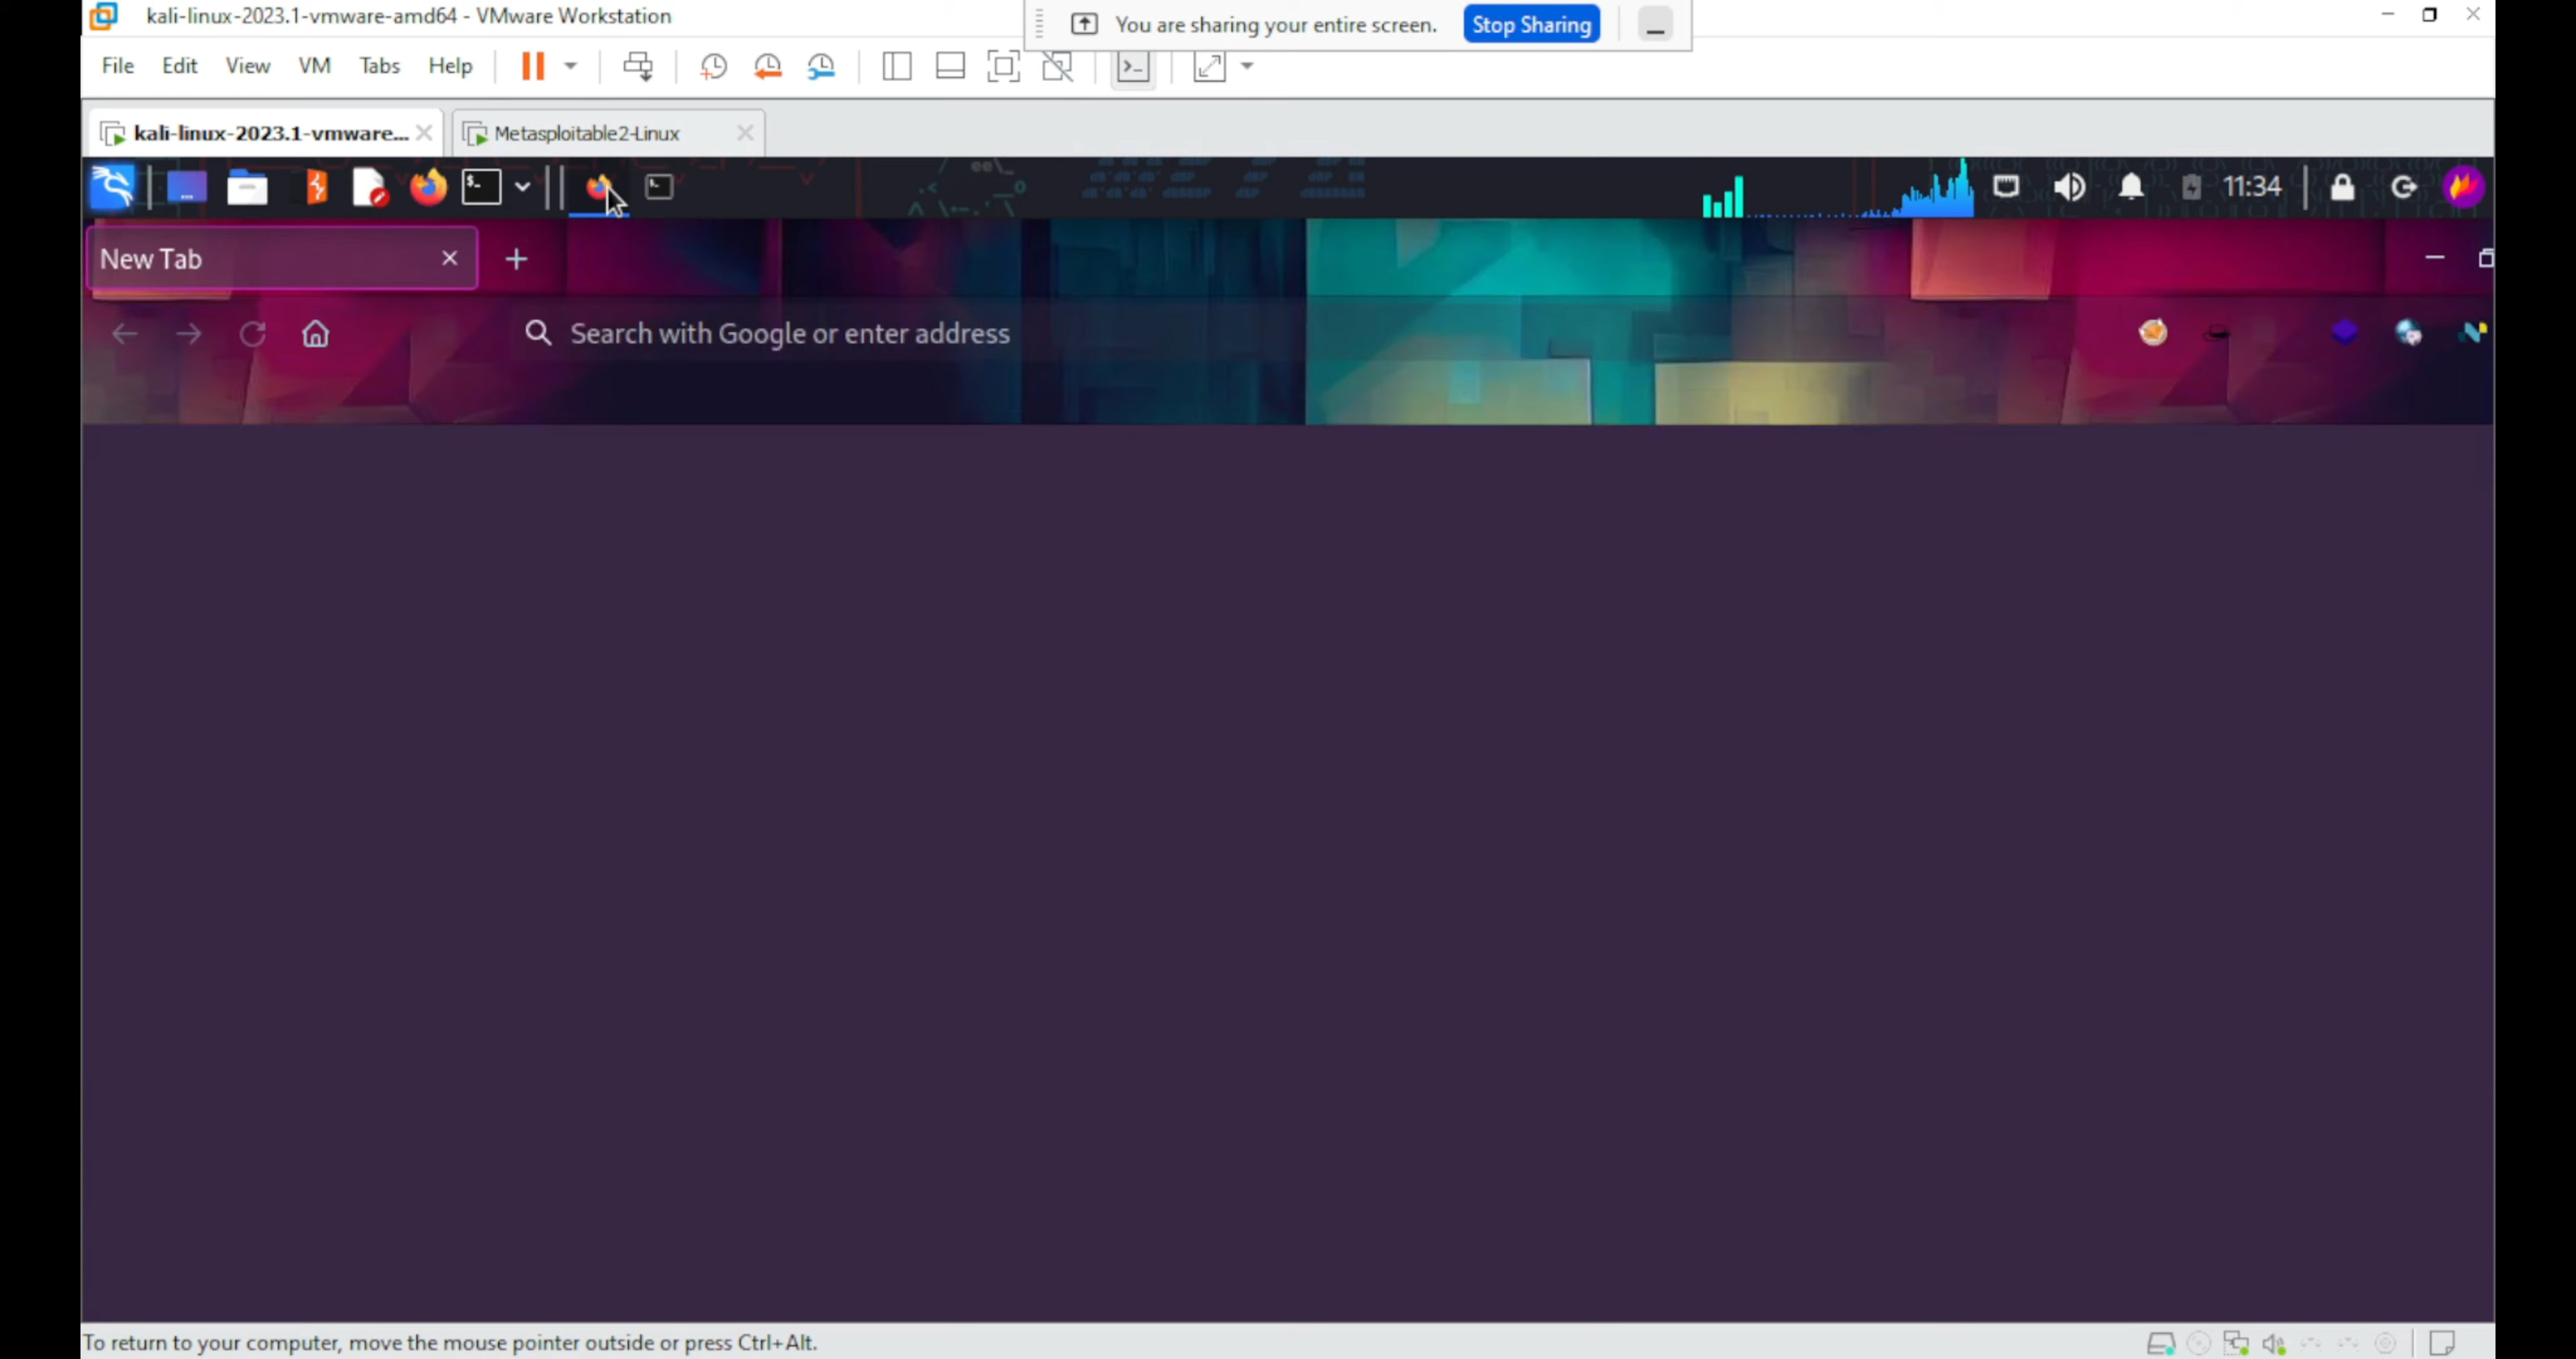 kali-linux-2023.1-vmware-amd64 - VMware Workstation
You are sharing your entire screen.
Stop Sharing
File Edit View VM Tabs Help
kali-linux-2023.1-vmware...
Metasploitable2-Linux
11:34
New Tab
Search with Google or enter address
To return to your computer, move the mouse pointer outside or press Ctrl+Alt.